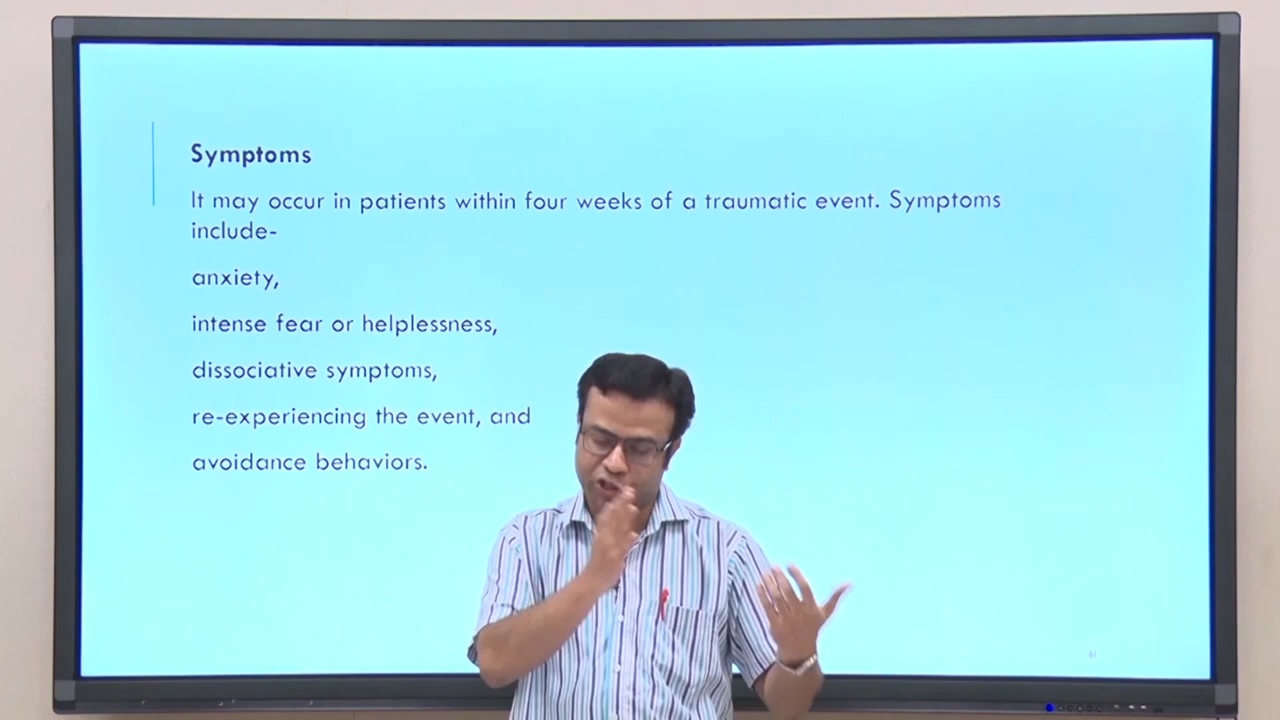 Symptoms
It may occur in patients within four weeks of a traumatic event. Symptoms
include-
anxiety,
intense fear or helplessness,
dissociative symptoms,
re-experiencing the event, and
avoidance behaviors.